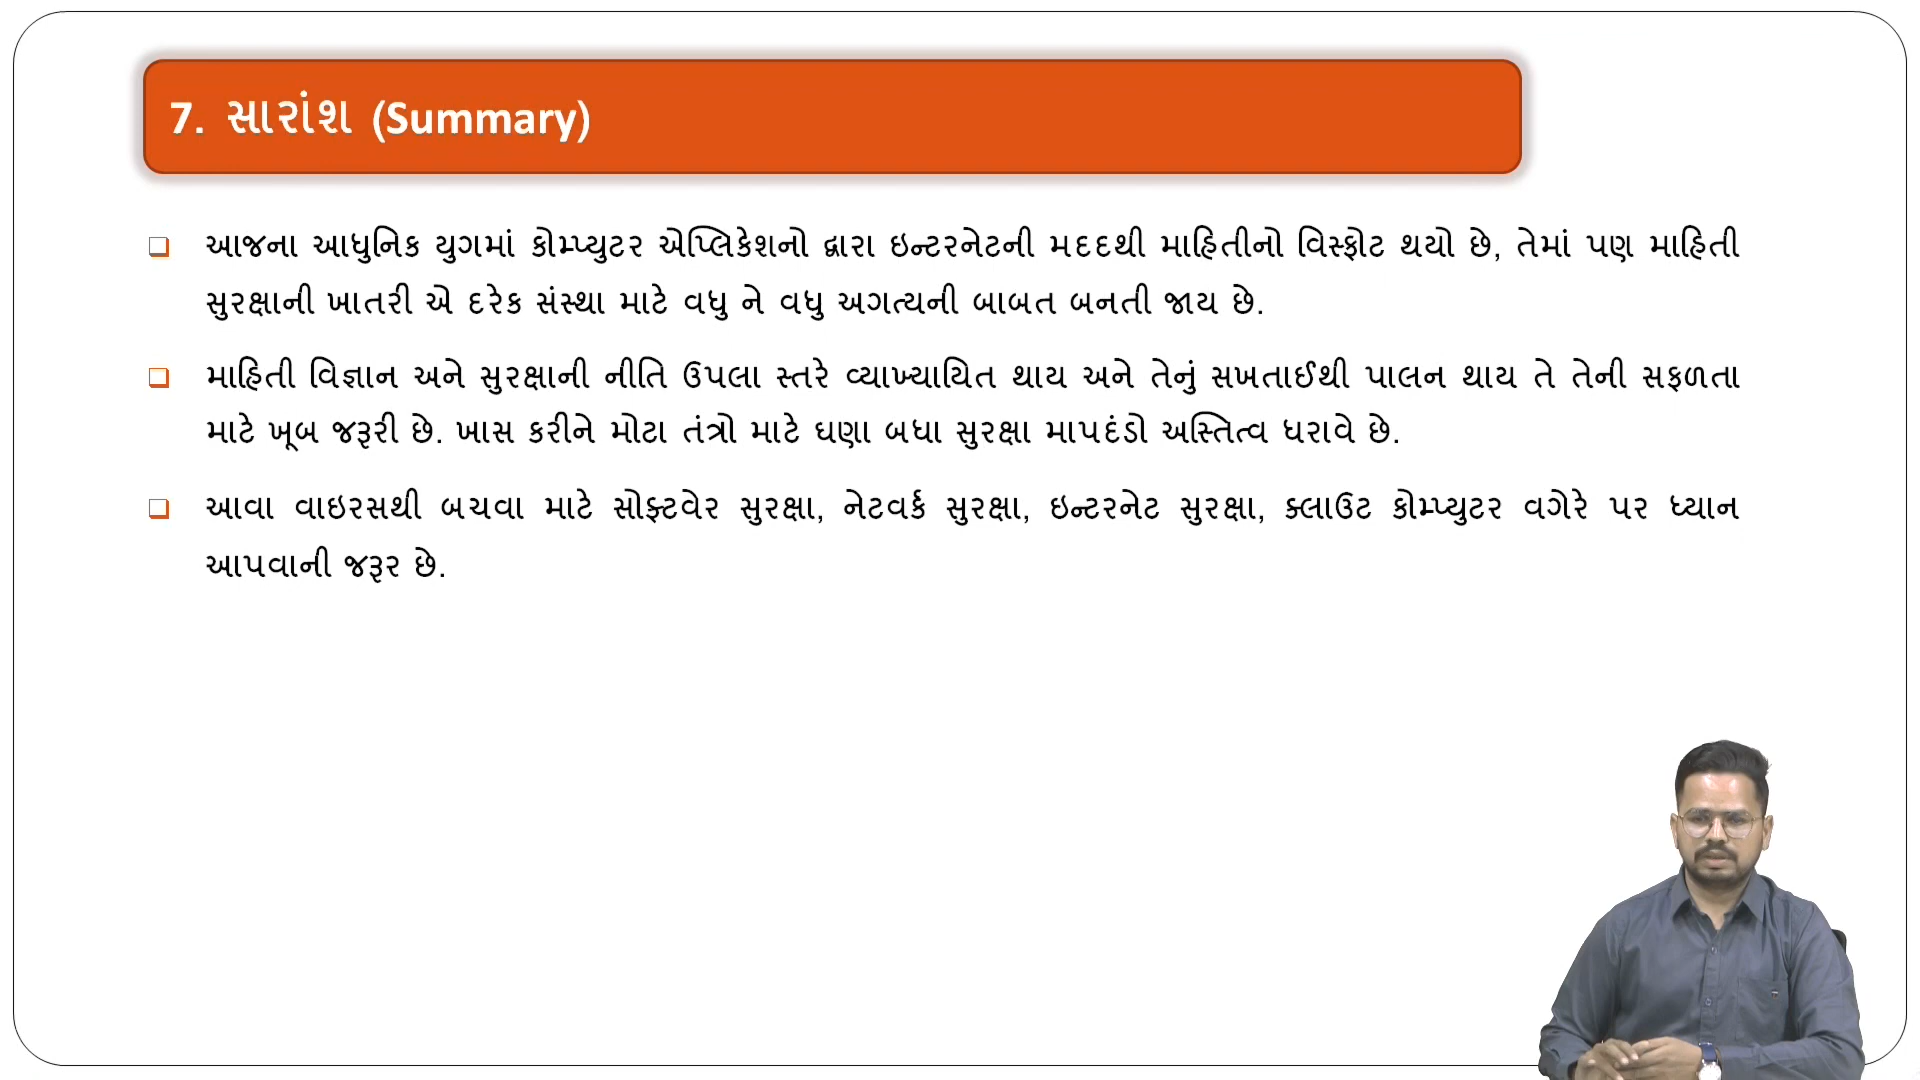 7. સારાંશ (Summary)
આજના આધુનિક યુગમાં કોમ્પ્યુટર એપ્લિકેશનો દ્વારા ઇન્ટરનેટની મદદથી માહિતીનો વિસ્ફોટ થયો છે, તેમાં પણ માહિતી
સુરક્ષાની ખાતરી એ દરેક સંસ્થા માટે વધુ ને વધુ અગત્યની બાબત બનતી જાય છે.
માહિતી વિજ્ઞાન અને સુરક્ષાની નીતિ ઉપલા સ્તરે વ્યાખ્યાયિત થાય અને તેનું સખતાઈથી પાલન થાય તે તેની સફળતા
માટે ખૂબ જરૂરી છે. ખાસ કરીને મોટા તંત્રો માટે ઘણા બધા સુરક્ષા માપદંડો અસ્તિત્વ ધરાવે છે.
આવા વાઇરસથી બચવા માટે સોફ્ટવેર સુરક્ષા, નેટવર્ક સુરક્ષા, ઇન્ટરનેટ સુરક્ષા, ક્લાઉટ કોમ્પ્યુટર વગેરે પર ધ્યાન
આપવાની જરૂર છે.